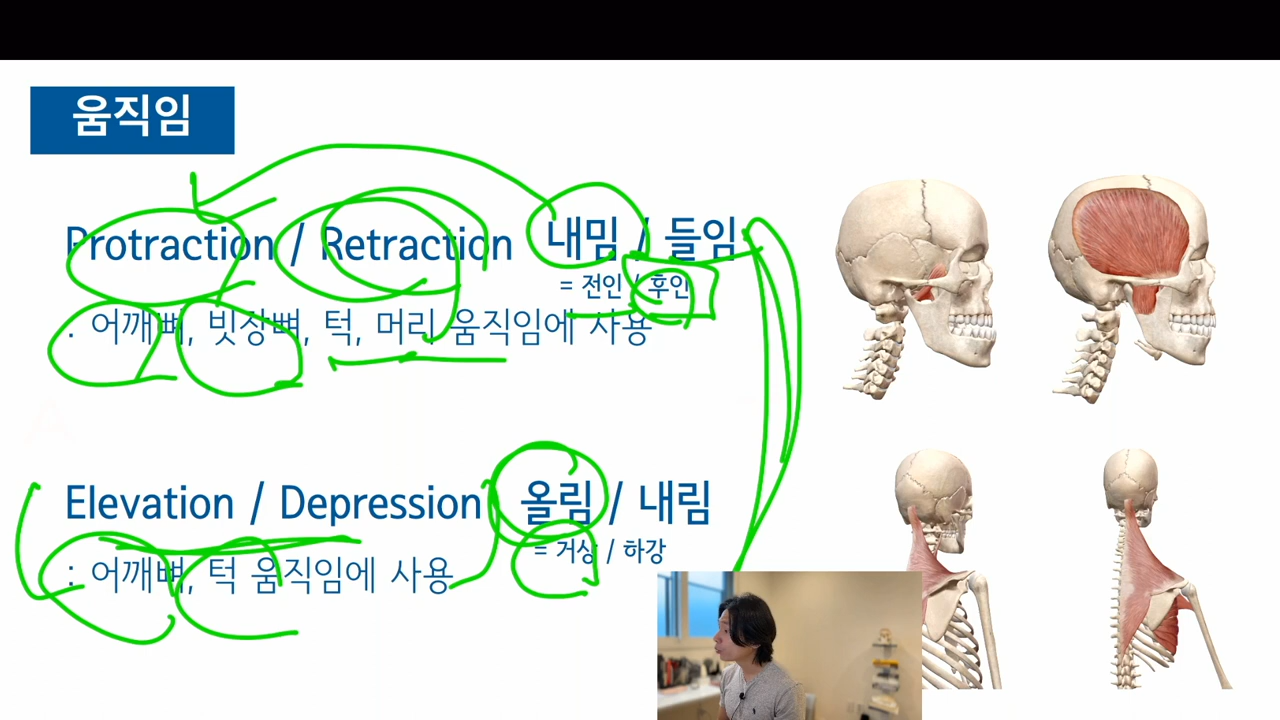 움직임
Protraction / Retraction 내밈 / 들임
= 전인 / 후인
: 어깨뼈, 빗장뼈, 턱, 머리 움직임에 사용
Elevation / Depression 올림 / 내림
= 거상 / 하강
: 어깨뼈, 턱 움직임에 사용